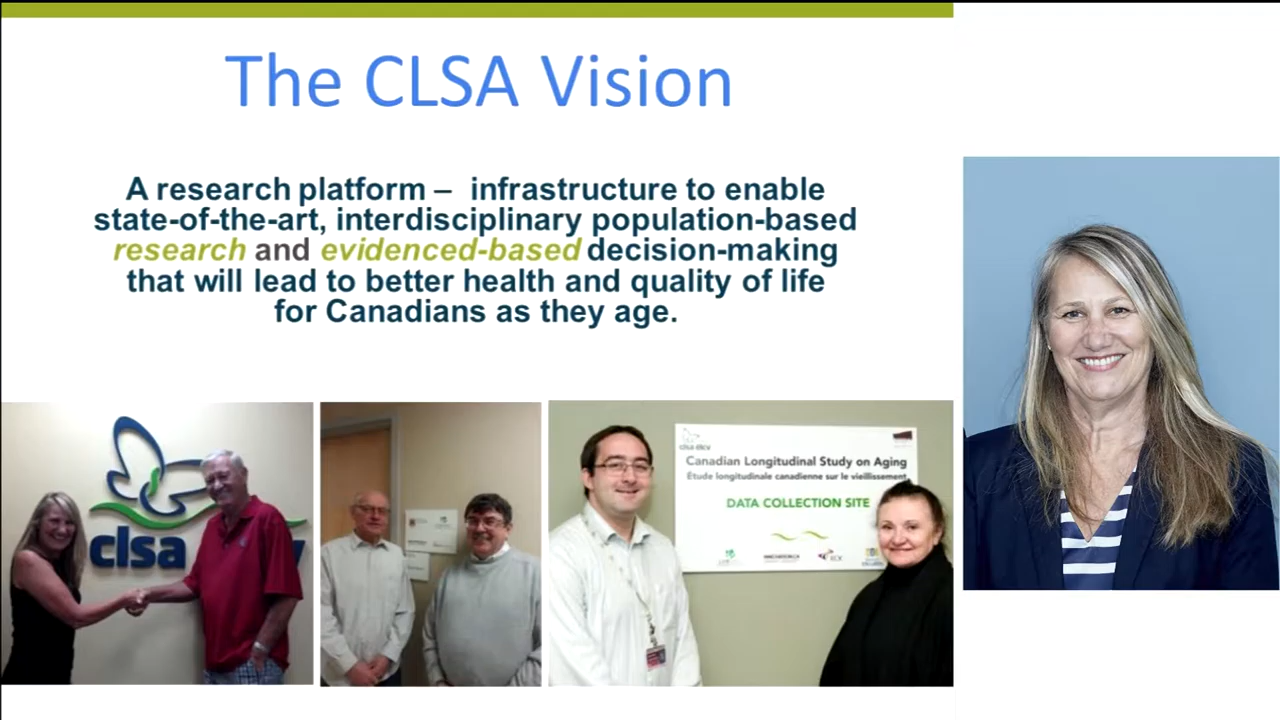 The CLSA Vision
A research platform – infrastructure to enable
state-of-the-art, interdisciplinary population-based
research and evidenced-based decision-making
that will lead to better health and quality of life
for Canadians as they age.
clsa
clsa-élcv
Canadian Longitudinal Study on Aging
Étude longitudinale canadienne sur le vieillissement
DATA COLLECTION SITE